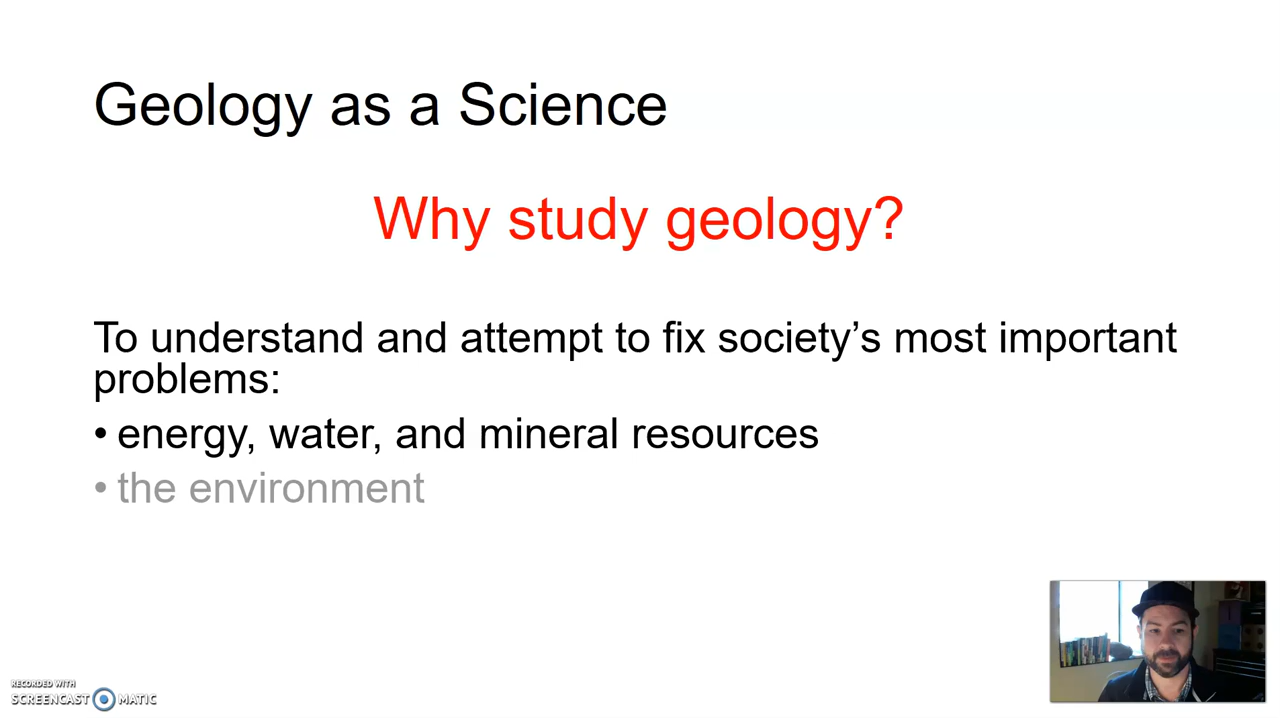 Geology as a Science
Why study geology?
To understand and attempt to fix society’s most important
problems:
• energy, water, and mineral resources
• the environment
RECORDED WITH
SCREENCAST MATIC